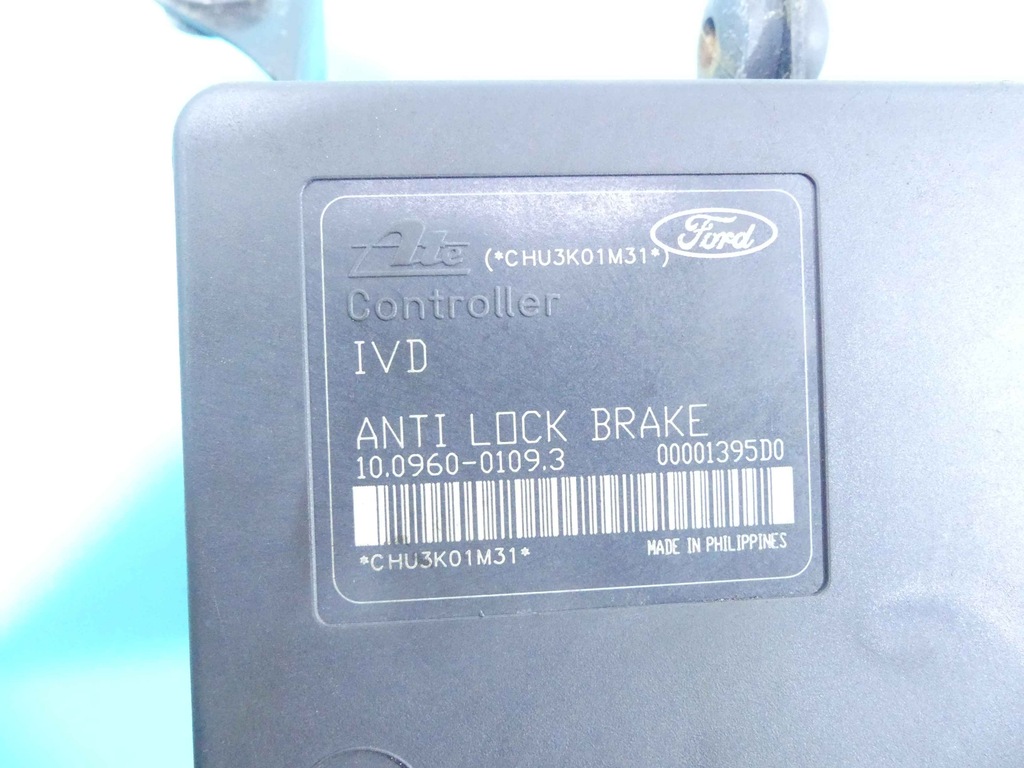 Ate (*CHU3K01M31*) Ford
Controller
IVD
ANTI LOCK BRAKE
10.0960-0109.3 00001395D0
*CHU3K01M31* MADE IN PHILIPPINES